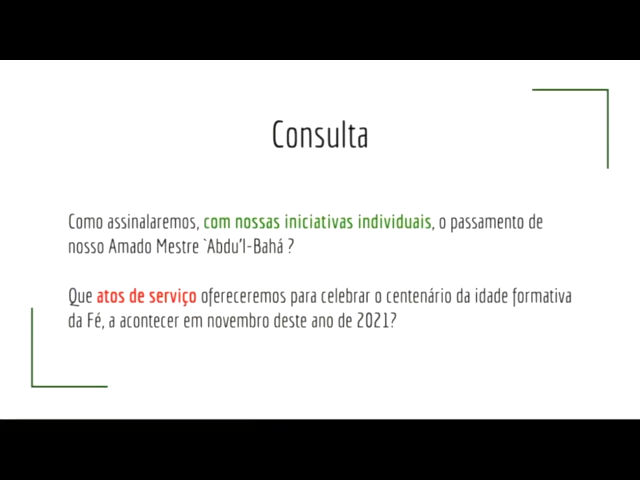 Consulta
Como assinalaremos, com nossas iniciativas individuais, o passamento de
nosso Amado Mestre `Abdu'l-Bahá ?
Que atos de serviço ofereceremos para celebrar o centenário da idade formativa
da Fé, a acontecer em novembro deste ano de 2021?